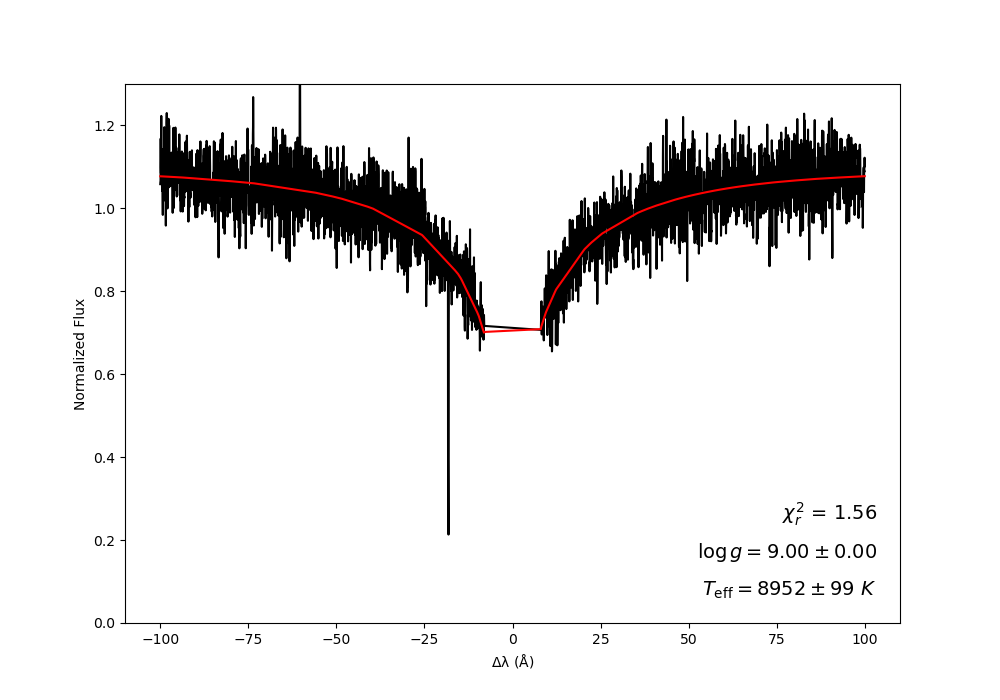 1.2
1.0
0.8
0.6
0.4
0.2
0.0
Normalized Flux
χ²ᵣ = 1.56
log g = 9.00 ± 0.00
T_eff = 8952 ± 99 K
−100 −75 −50 −25 0 25 50 75 100
Δλ (Å)